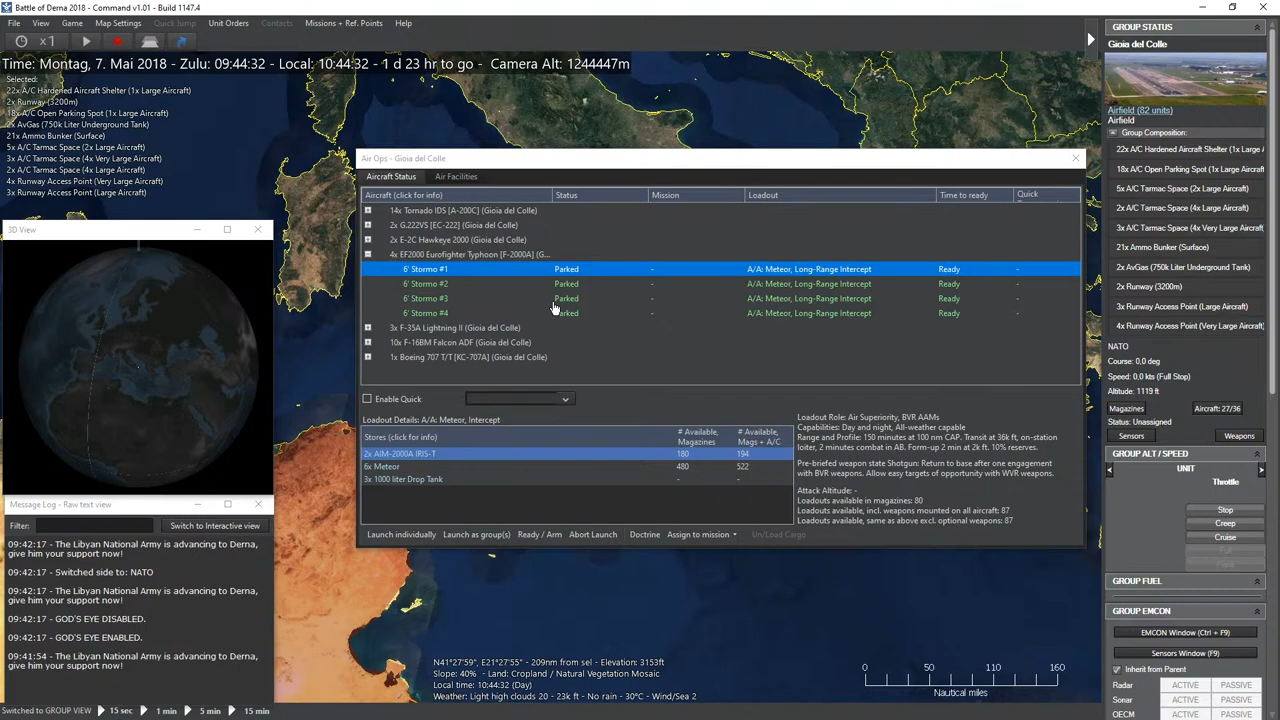 Battle of Derna 2018 - Command v1.01 - Build 1147.4
File View Game Map Settings Quick Jump Unit Orders Contacts Missions + Ref. Points Help
x1
Time: Montag, 7. Mai 2018 - Zulu: 09:44:32 - Local: 10:44:32 - 1 d 23 hr to go - Camera Alt: 1244447m
Selected:
22x A/C Hardened Aircraft Shelter (1x Large Aircraft)
2x Runway (3200m)
18x A/C Open Parking Spot (1x Large Aircraft)
2x AvGas (750k Liter Underground Tank)
21x Ammo Bunker (Surface)
5x A/C Tarmac Space (2x Large Aircraft)
3x A/C Tarmac Space (4x Very Large Aircraft)
2x A/C Tarmac Space (4x Large Aircraft)
4x Runway Access Point (Very Large Aircraft)
3x Runway Access Point (Large Aircraft)
3D View
Message Log - Raw text view
Filter: Switch to Interactive view
09:42:17 - The Libyan National Army is advancing to Derna,
give him your support now!
09:42:17 - Switched side to: NATO
09:42:17 - The Libyan National Army is advancing to Derna,
give him your support now!
09:42:17 - GOD'S EYE DISABLED.
09:42:17 - GOD'S EYE ENABLED.
09:41:54 - The Libyan National Army is advancing to Derna,
give him your support now!
Switched to GROUP VIEW 15 sec 1 min 5 min 15 min
Air Ops - Gioia del Colle
Aircraft Status Air Facilities
Aircraft (click for info) Status Mission Loadout Time to ready Quick
14x Tornado IDS [A-200C] (Gioia del Colle)
2x G.222VS [EC-222] (Gioia del Colle)
2x E-2C Hawkeye 2000 (Gioia del Colle)
4x EF2000 Eurofighter Typhoon [F-2000A] (G...
6' Stormo #1 Parked - A/A: Meteor, Long-Range Intercept Ready -
6' Stormo #2 Parked - A/A: Meteor, Long-Range Intercept Ready -
6' Stormo #3 Parked - A/A: Meteor, Long-Range Intercept Ready -
6' Stormo #4 Parked - A/A: Meteor, Long-Range Intercept Ready -
3x F-35A Lightning II (Gioia del Colle)
10x F-16BM Falcon ADF (Gioia del Colle)
1x Boeing 707 T/T [KC-707A] (Gioia del Colle)
Enable Quick
Loadout Details: A/A: Meteor, Intercept
Stores (click for info) # Available, Magazines # Available, Mags + A/C
2x AIM-2000A IRIS-T 180 194
6x Meteor 480 522
3x 1000 liter Drop Tank - -
Loadout Role: Air Superiority, BVR AAMs
Capabilities: Day and night, All-weather capable
Range and Profile: 150 minutes at 100 nm CAP. Transit at 36k ft, on-station
loiter, 2 minutes combat in AB. Form-up 2 min at 2k ft. 10% reserves.
Pre-briefed weapon state Shotgun: Return to base after one engagement
with BVR weapons. Allow easy targets of opportunity with WVR weapons.
Attack Altitude: -
Loadouts available in magazines: 80
Loadouts available, incl. weapons mounted on all aircraft: 87
Loadouts available, same as above excl. optional weapons: 87
Launch individually Launch as group(s) Ready / Arm Abort Launch Doctrine Assign to mission Un/Load Cargo
N41°27'59", E21°27'55" - 209nm from sel - Elevation: 3153ft
Slope: 40% - Land: Cropland / Natural Vegetation Mosaic
Local time: 10:44:32 (Day)
Weather: Light high clouds 20 - 23k ft - No rain - 30°C - Wind/Sea 2
0 50 110 160
Nautical miles
GROUP STATUS
Gioia del Colle
Airfield (82 units)
Airfield
Group Composition:
22x A/C Hardened Aircraft Shelter (1x Large A
18x A/C Open Parking Spot (1x Large Aircraft)
5x A/C Tarmac Space (2x Large Aircraft)
2x A/C Tarmac Space (4x Large Aircraft)
3x A/C Tarmac Space (4x Very Large Aircraft)
21x Ammo Bunker (Surface)
2x AvGas (750k Liter Underground Tank)
2x Runway (3200m)
3x Runway Access Point (Large Aircraft)
4x Runway Access Point (Very Large Aircraft)
NATO
Course: 0,0 deg
Speed: 0,0 kts (Full Stop)
Altitude: 1119 ft
Magazines Aircraft: 27/36
Status: Unassigned
Sensors Weapons
GROUP ALT / SPEED
UNIT
Throttle
Stop
Creep
Cruise
Full
Flank
GROUP FUEL
GROUP EMCON
EMCON Window (Ctrl + F9)
Sensors Window (F9)
Inherit from Parent
Radar ACTIVE PASSIVE
Sonar ACTIVE PASSIVE
OECM ACTIVE PASSIVE